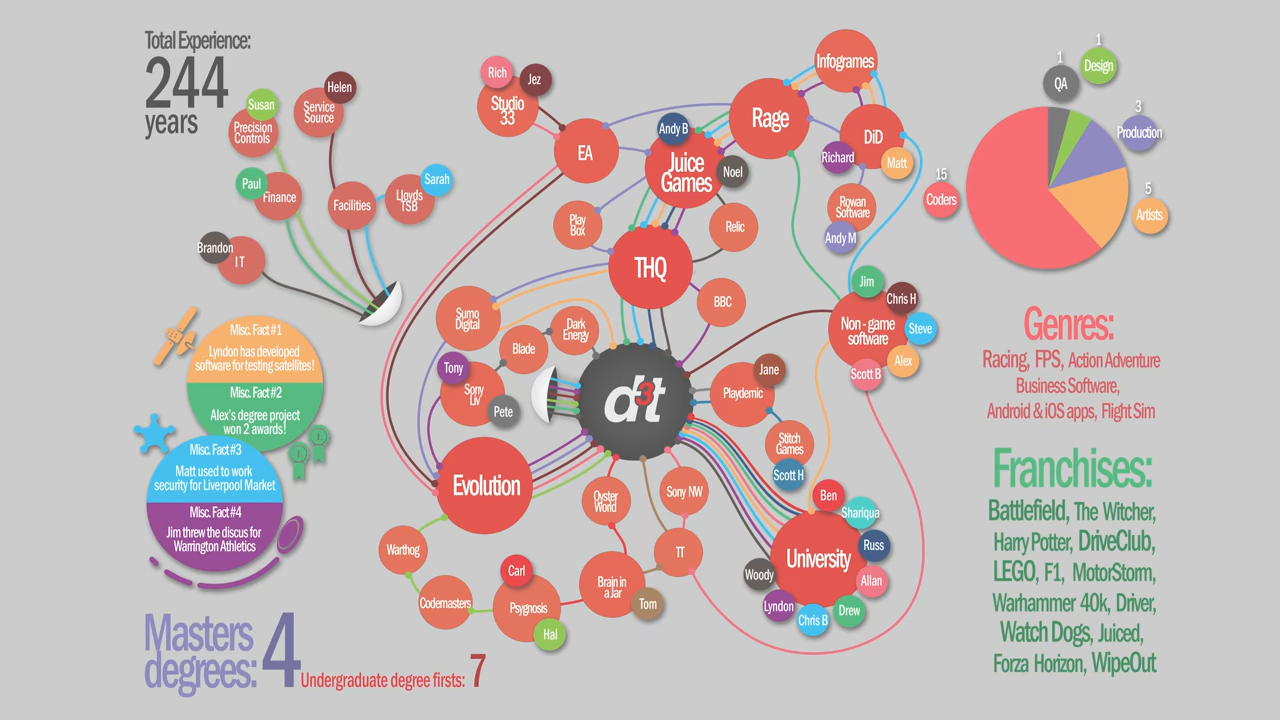 Total Experience:
244
years
Susan
Precision
Controls
Helen
Service
Source
Paul
Finance
Facilities
Sarah
Lloyds
TSB
Brandon
IT
Misc. Fact #1
Lyndon has developed
software for testing satellites!
Misc. Fact #2
Alex's degree project
won 2 awards!
Misc. Fact #3
Matt used to work
security for Liverpool Market
Misc. Fact #4
Jim threw the discus for
Warrington Athletics
Masters
degrees: 4
Undergraduate degree firsts: 7
Rich
Jez
Studio
33
EA
Andy B
Juice
Games
Noel
Rage
Infogrames
DiD
Richard
Matt
Rowan
Software
Andy M
Play
Box
Relic
THQ
BBC
Sumo
Digital
Dark
Energy
Blade
Tony
Sony
Liv
Pete
d3t
Jane
Playdemic
Stitch
Games
Scott H
Jim
Chris H
Non - game
software
Steve
Alex
Scott B
Evolution
Oyster
World
Sony NW
TT
Warthog
Codemasters
Carl
Psygnosis
Hal
Brain in
a Jar
Tom
Ben
Shariqua
University
Russ
Woody
Allan
Lyndon
Chris B
Drew
1
QA
1
Design
3
Production
15
Coders
5
Artists
Genres:
Racing, FPS, Action Adventure
Business Software,
Android & iOS apps, Flight Sim
Franchises:
Battlefield, The Witcher,
Harry Potter, DriveClub,
LEGO, F1, MotorStorm,
Warhammer 40k, Driver,
Watch Dogs, Juiced,
Forza Horizon, WipeOut